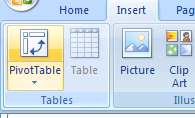 Home Insert Pag
PivotTable Table Picture Clip
Art
Tables Illus